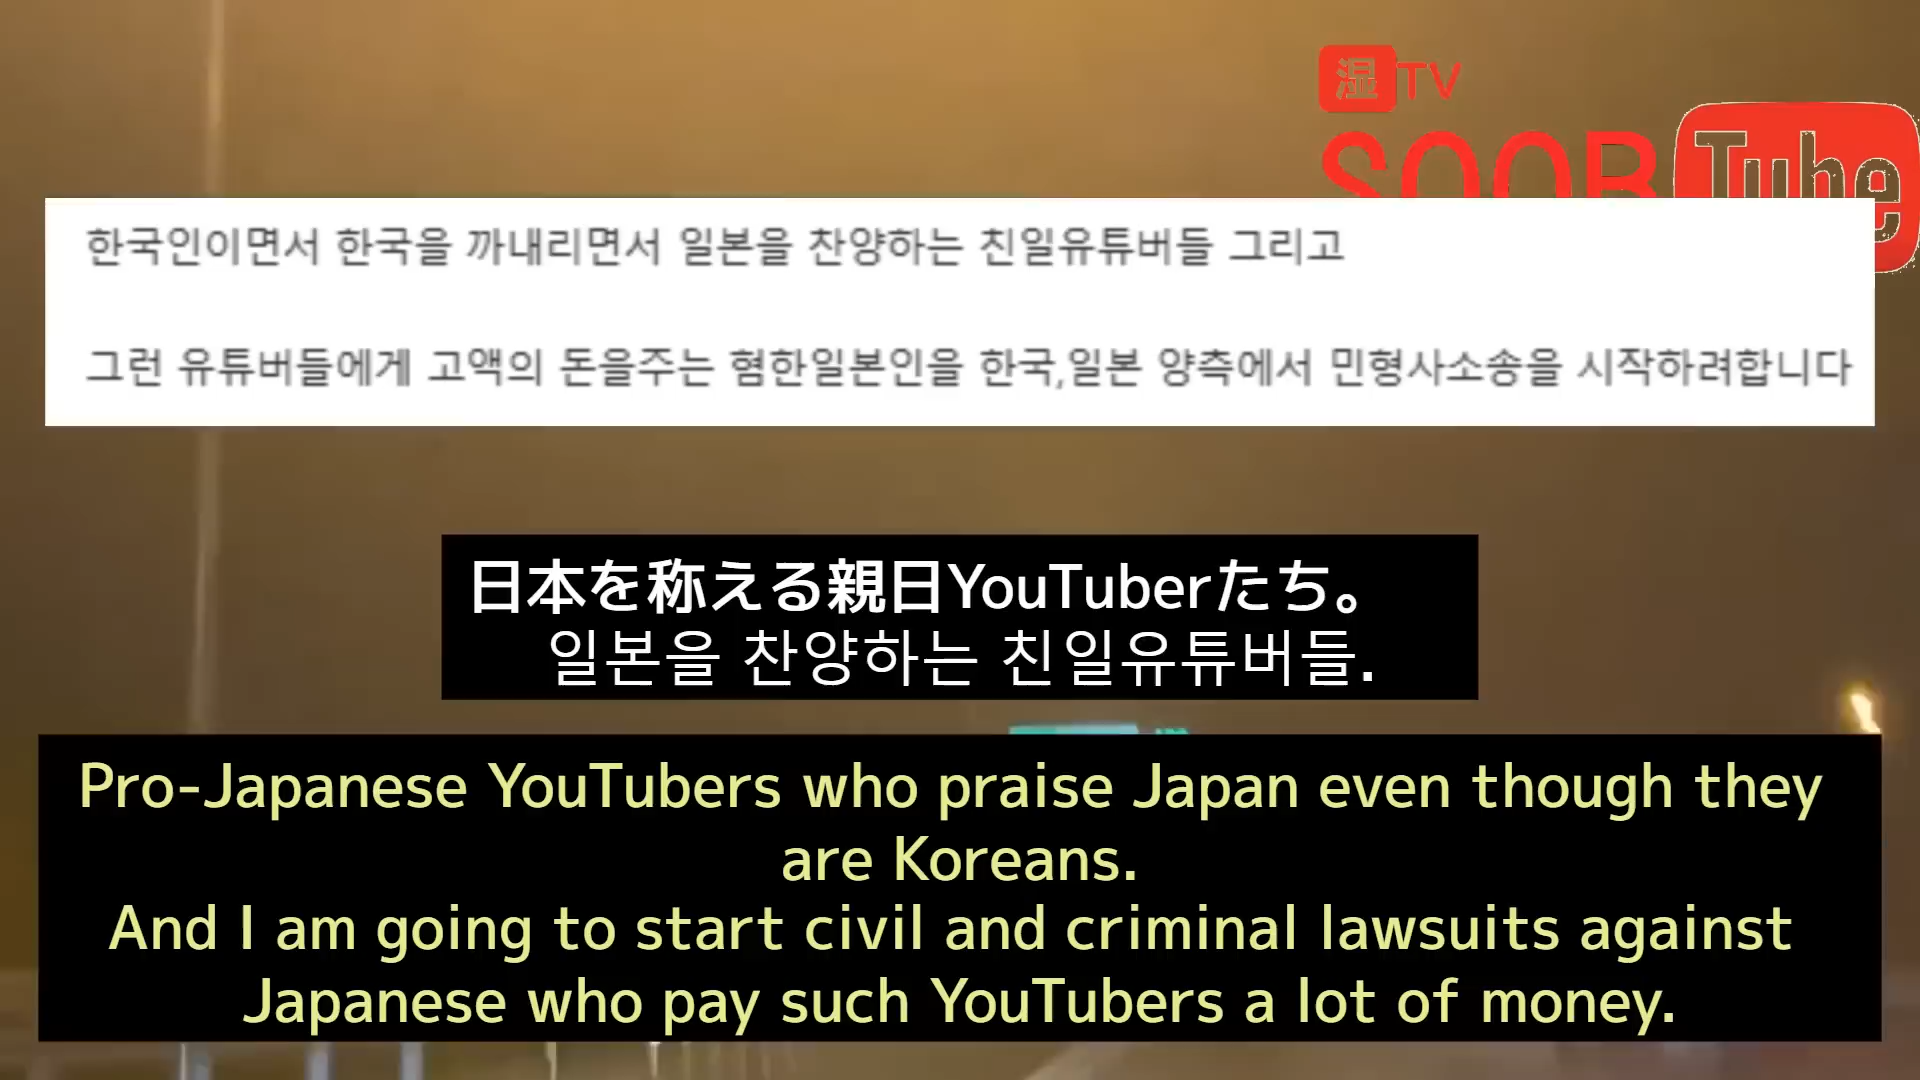 湿TV
SOOB Tube
한국인이면서 한국을 까내리면서 일본을 찬양하는 친일유튜버들 그리고
그런 유튜버들에게 고액의 돈을주는 혐한일본인을 한국,일본 양측에서 민형사소송을 시작하려합니다
日本を称える親日YouTuberたち。
일본을 찬양하는 친일유튜버들.
Pro-Japanese YouTubers who praise Japan even though they
are Koreans.
And I am going to start civil and criminal lawsuits against
Japanese who pay such YouTubers a lot of money.